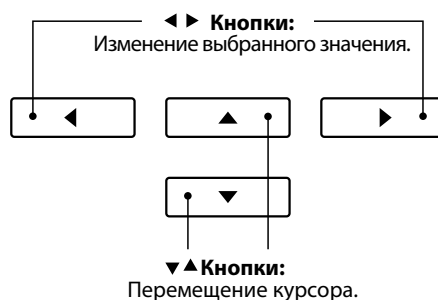 ◀ ▶ Кнопки:
Изменение выбранного значения.
◀ ▲ ▶
▼
▼▲Кнопки:
Перемещение курсора.